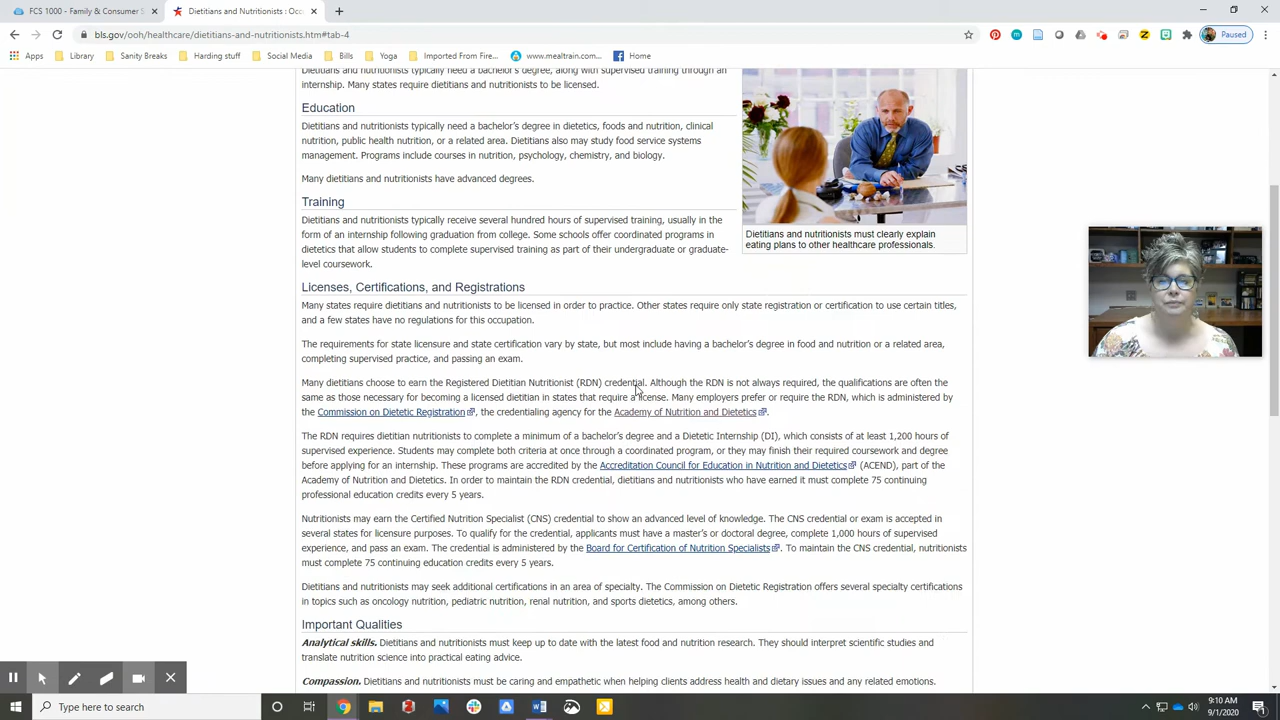 FCS 1000 - Family & Consumer S
Dietitians and Nutritionists : Occ
bls.gov/ooh/healthcare/dietitians-and-nutritionists.htm#tab-4
Paused
Apps
Library
Sanity Breaks
Harding stuff
Social Media
Bills
Yoga
Imported From Fire...
www.mealtrain.com...
Home
Dietitians and nutritionists typically need a bachelor's degree, along with supervised training through an
internship. Many states require dietitians and nutritionists to be licensed.
Education
Dietitians and nutritionists typically need a bachelor's degree in dietetics, foods and nutrition, clinical
nutrition, public health nutrition, or a related area. Dietitians also may study food service systems
management. Programs include courses in nutrition, psychology, chemistry, and biology.
Many dietitians and nutritionists have advanced degrees.
Training
Dietitians and nutritionists typically receive several hundred hours of supervised training, usually in the
form of an internship following graduation from college. Some schools offer coordinated programs in
dietetics that allow students to complete supervised training as part of their undergraduate or graduate-
level coursework.
Dietitians and nutritionists must clearly explain
eating plans to other healthcare professionals.
Licenses, Certifications, and Registrations
Many states require dietitians and nutritionists to be licensed in order to practice. Other states require only state registration or certification to use certain titles,
and a few states have no regulations for this occupation.
The requirements for state licensure and state certification vary by state, but most include having a bachelor's degree in food and nutrition or a related area,
completing supervised practice, and passing an exam.
Many dietitians choose to earn the Registered Dietitian Nutritionist (RDN) credential. Although the RDN is not always required, the qualifications are often the
same as those necessary for becoming a licensed dietitian in states that require a license. Many employers prefer or require the RDN, which is administered by
the Commission on Dietetic Registration, the credentialing agency for the Academy of Nutrition and Dietetics.
The RDN requires dietitian nutritionists to complete a minimum of a bachelor's degree and a Dietetic Internship (DI), which consists of at least 1,200 hours of
supervised experience. Students may complete both criteria at once through a coordinated program, or they may finish their required coursework and degree
before applying for an internship. These programs are accredited by the Accreditation Council for Education in Nutrition and Dietetics (ACEND), part of the
Academy of Nutrition and Dietetics. In order to maintain the RDN credential, dietitians and nutritionists who have earned it must complete 75 continuing
professional education credits every 5 years.
Nutritionists may earn the Certified Nutrition Specialist (CNS) credential to show an advanced level of knowledge. The CNS credential or exam is accepted in
several states for licensure purposes. To qualify for the credential, applicants must have a master's or doctoral degree, complete 1,000 hours of supervised
experience, and pass an exam. The credential is administered by the Board for Certification of Nutrition Specialists. To maintain the CNS credential, nutritionists
must complete 75 continuing education credits every 5 years.
Dietitians and nutritionists may seek additional certifications in an area of specialty. The Commission on Dietetic Registration offers several specialty certifications
in topics such as oncology nutrition, pediatric nutrition, renal nutrition, and sports dietetics, among others.
Important Qualities
Analytical skills. Dietitians and nutritionists must keep up to date with the latest food and nutrition research. They should interpret scientific studies and
translate nutrition science into practical eating advice.
Compassion. Dietitians and nutritionists must be caring and empathetic when helping clients address health and dietary issues and any related emotions.
Type here to search
9:10 AM
9/1/2020